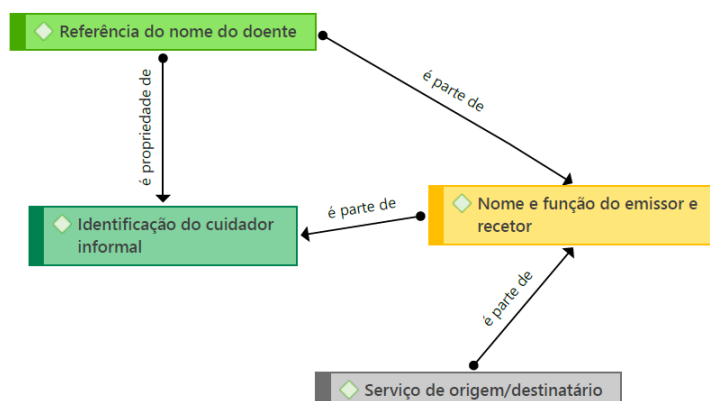 Referência do nome do doente
é parte de
é propriedade de
Identificação do cuidador
informal
é parte de
Nome e função do emissor e
recetor
é parte de
Serviço de origem/destinatário